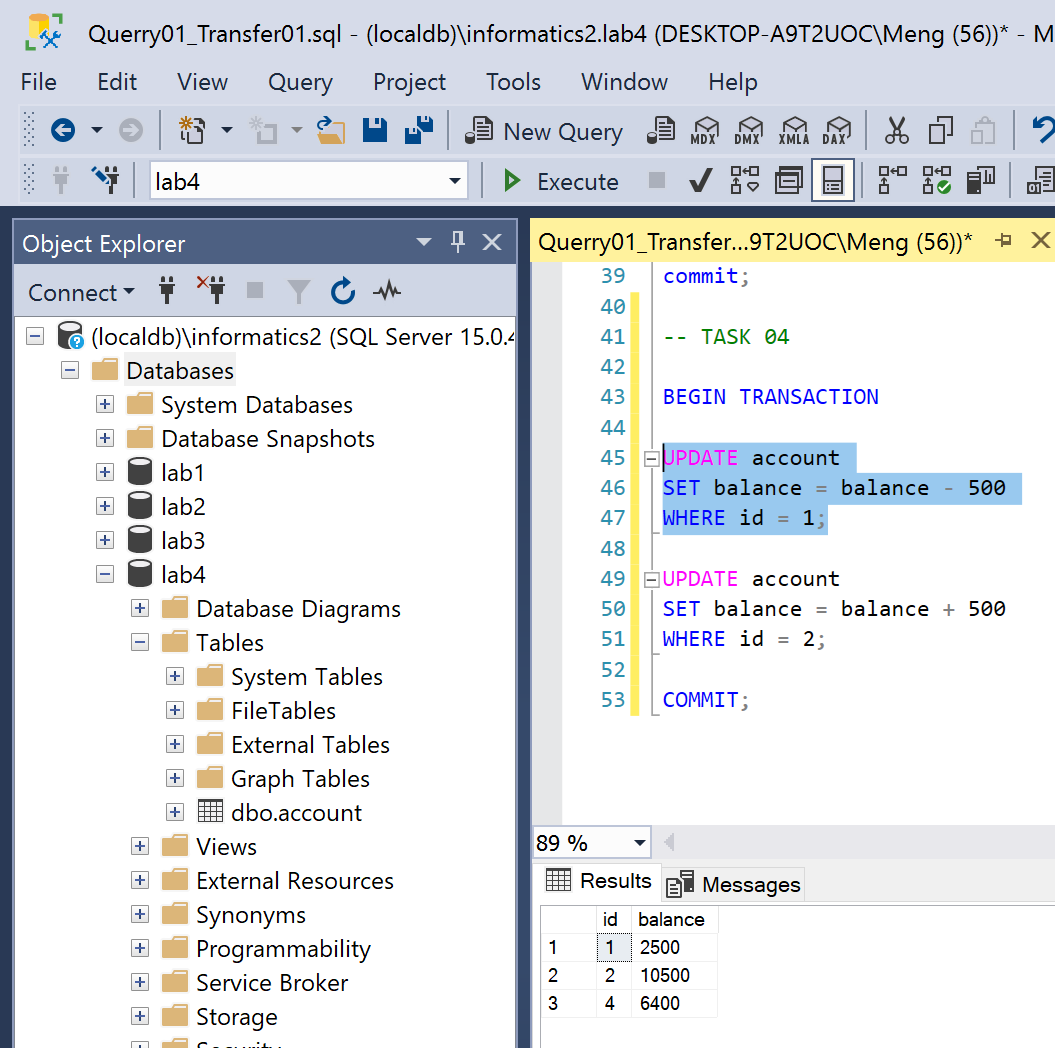 Querry01_Transfer01.sql - (localdb)\informatics2.lab4 (DESKTOP-A9T2UOC\Meng (56))* - M
File Edit View Query Project Tools Window Help
New Query MDX DMX XMLA DAX
lab4 Execute
Object Explorer
Connect
(localdb)\informatics2 (SQL Server 15.0.4
Databases
System Databases
Database Snapshots
lab1
lab2
lab3
lab4
Database Diagrams
Tables
System Tables
FileTables
External Tables
Graph Tables
dbo.account
Views
External Resources
Synonyms
Programmability
Service Broker
Storage
Security
Querry01_Transfer...9T2UOC\Meng (56))*
39 commit;
40
41 -- TASK 04
42
43 BEGIN TRANSACTION
44
45 UPDATE account
46 SET balance = balance - 500
47 WHERE id = 1;
48
49 UPDATE account
50 SET balance = balance + 500
51 WHERE id = 2;
52
53 COMMIT;
89 %
Results Messages
id balance
1 1 2500
2 2 10500
3 4 6400